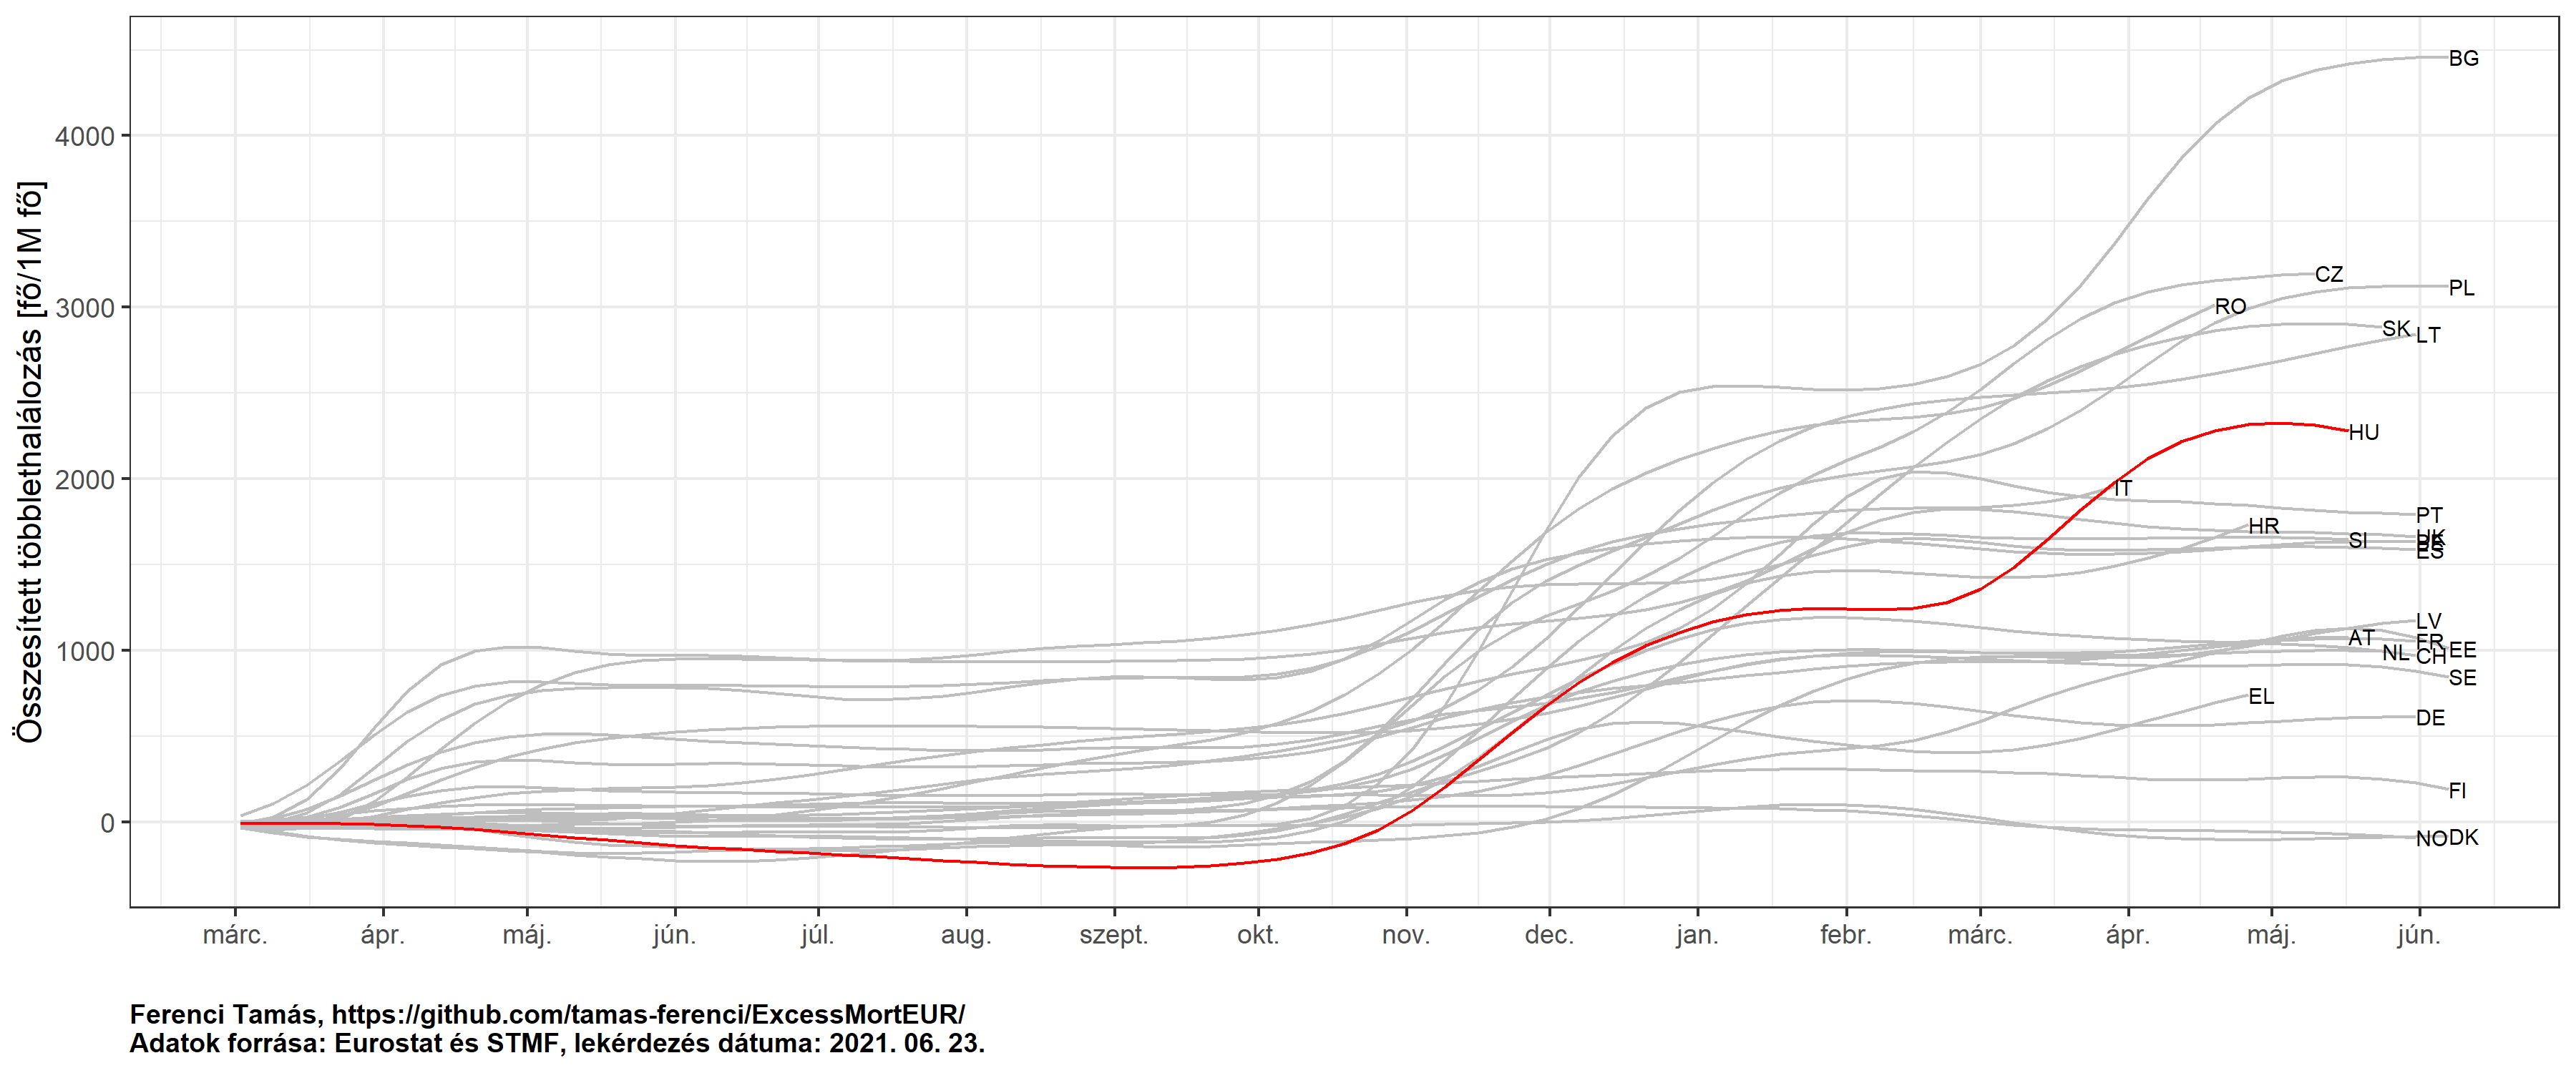 Összesített többlethalálozás [fő/1M fő]
4000
3000
2000
1000
0
BG
CZ
PL
RO
SK
LT
HU
IT
PT
HR
UK
SI
ES
LV
AT
FR
EE
NL
CH
SE
EL
DE
FI
NO
DK
márc. ápr. máj. jún. júl. aug. szept. okt. nov. dec. jan. febr. márc. ápr. máj. jún.
Ferenci Tamás, https://github.com/tamas-ferenci/ExcessMortEUR/
Adatok forrása: Eurostat és STMF, lekérdezés dátuma: 2021. 06. 23.